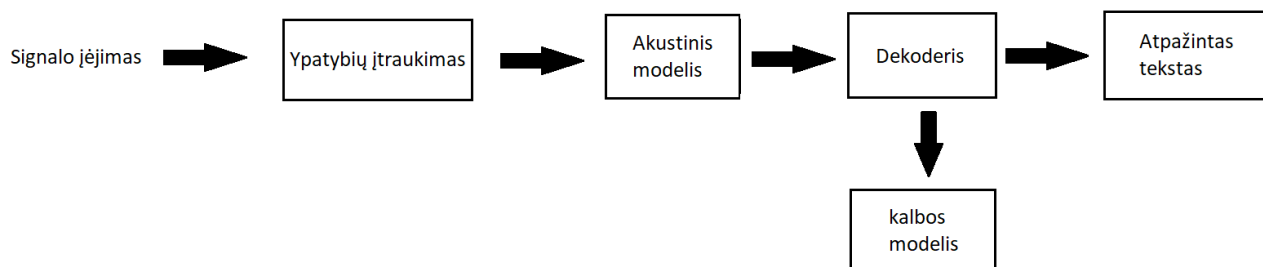 Signalo įėjimas
Ypatybių įtraukimas
Akustinis
modelis
Dekoderis
Atpažintas
tekstas
kalbos
modelis